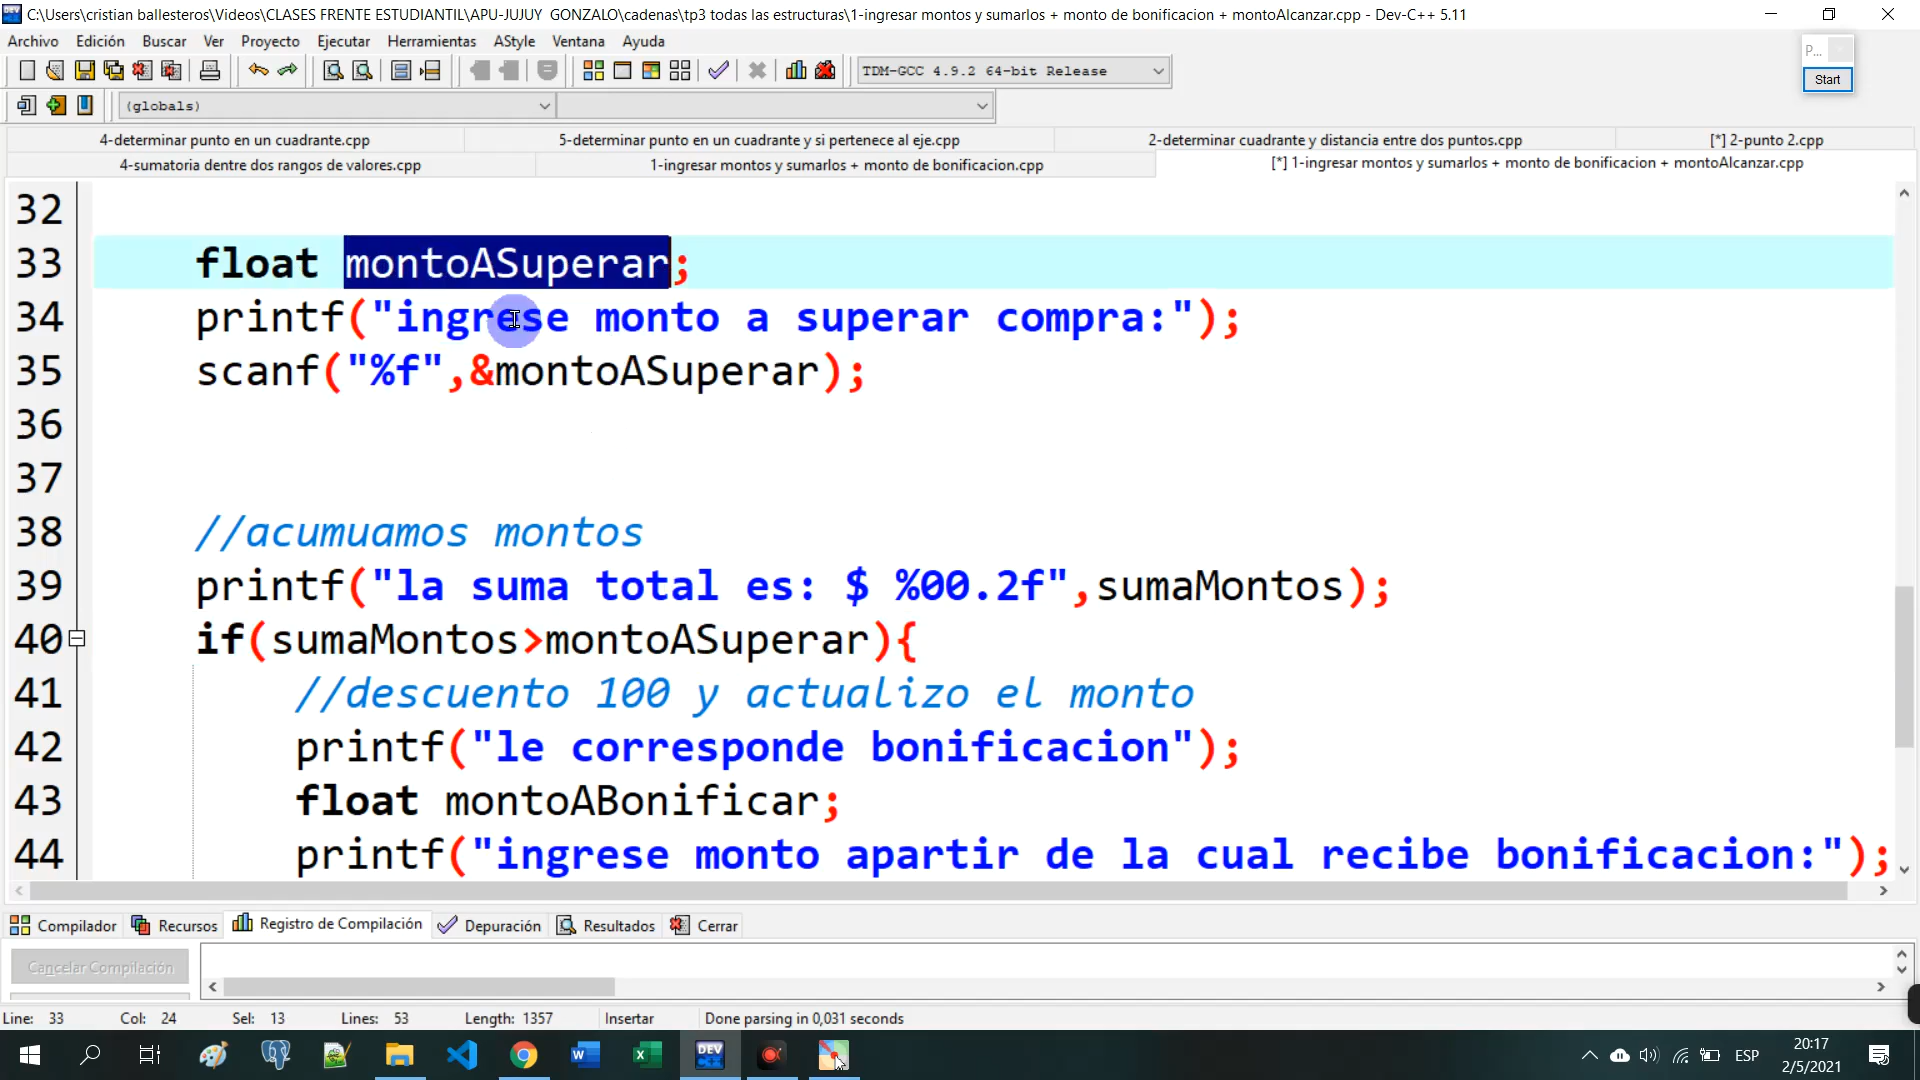 C:\Users\cristian ballesteros\Videos\CLASES FRENTE ESTUDIANTIL\APU-JUJUY  GONZALO\cadenas\tp3 todas las estructuras\1-ingresar montos y sumarlos + monto de bonificacion + montoAlcanzar.cpp - Dev-C++ 5.11
Archivo Edición Buscar Ver Proyecto Ejecutar Herramientas AStyle Ventana Ayuda
P...
TDM-GCC 4.9.2 64-bit Release
Start
(globals)
4-determinar punto en un cuadrante.cpp 5-determinar punto en un cuadrante y si pertenece al eje.cpp 2-determinar cuadrante y distancia entre dos puntos.cpp [*] 2-punto 2.cpp
4-sumatoria dentre dos rangos de valores.cpp 1-ingresar montos y sumarlos + monto de bonificacion.cpp [*] 1-ingresar montos y sumarlos + monto de bonificacion + montoAlcanzar.cpp
32
33 float montoASuperar;
34 printf("ingrese monto a superar compra:");
35 scanf("%f",&montoASuperar);
36
37
38 //acumuamos montos
39 printf("la suma total es: $ %00.2f",sumaMontos);
40 if(sumaMontos>montoASuperar){
41 //descuento 100 y actualizo el monto
42 printf("le corresponde bonificacion");
43 float montoABonificar;
44 printf("ingrese monto apartir de la cual recibe bonificacion:");
Compilador Recursos Registro de Compilación Depuración Resultados Cerrar
Cancelar Compilación
Line: 33 Col: 24 Sel: 13 Lines: 53 Length: 1357 Insertar Done parsing in 0,031 seconds
DEV C++
ESP
20:17
2/5/2021